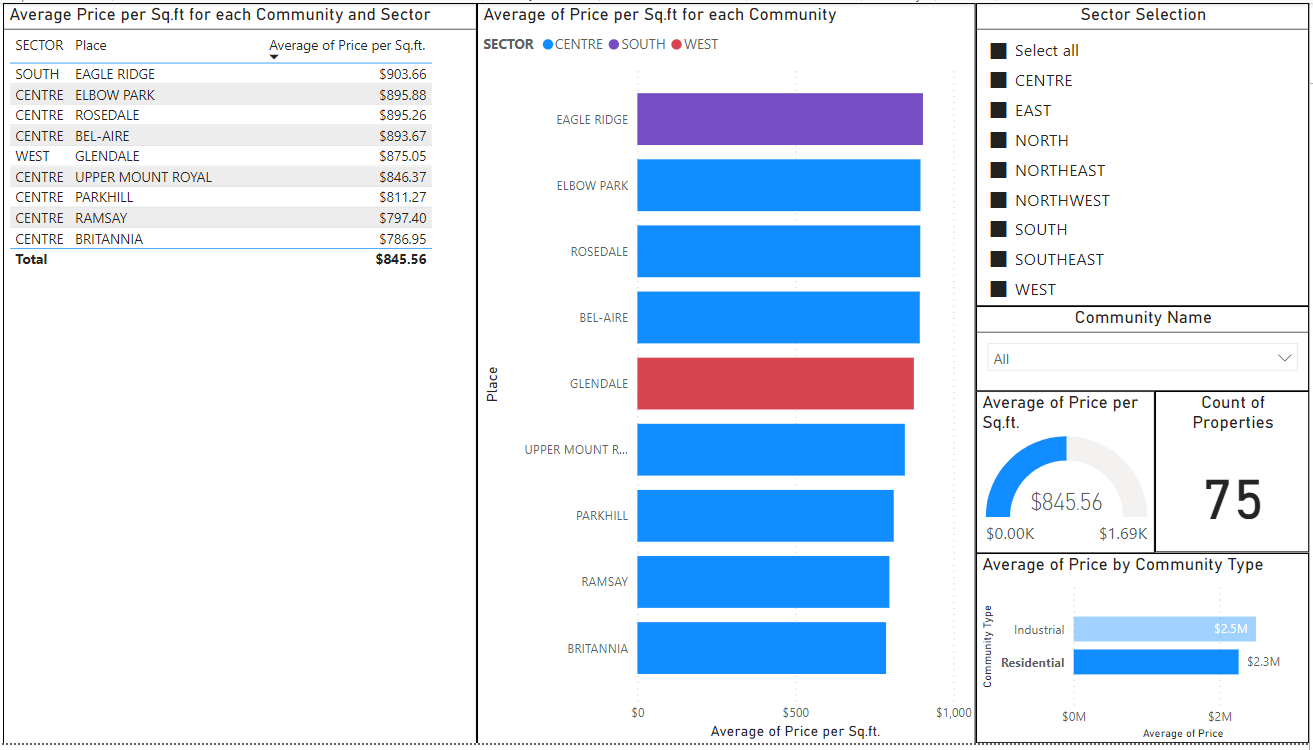 Average Price per Sq.ft for each Community and Sector
SECTOR Place Average of Price per Sq.ft.
SOUTH EAGLE RIDGE $903.66
CENTRE ELBOW PARK $895.88
CENTRE ROSEDALE $895.26
CENTRE BEL-AIRE $893.67
WEST GLENDALE $875.05
CENTRE UPPER MOUNT ROYAL $846.37
CENTRE PARKHILL $811.27
CENTRE RAMSAY $797.40
CENTRE BRITANNIA $786.95
Total $845.56
Average of Price per Sq.ft for each Community
SECTOR CENTRE SOUTH WEST
Place
EAGLE RIDGE
ELBOW PARK
ROSEDALE
BEL-AIRE
GLENDALE
UPPER MOUNT R...
PARKHILL
RAMSAY
BRITANNIA
$0 $500 $1,000
Average of Price per Sq.ft.
Sector Selection
Select all
CENTRE
EAST
NORTH
NORTHEAST
NORTHWEST
SOUTH
SOUTHEAST
WEST
Community Name
All
Average of Price per
Sq.ft.
$845.56
$0.00K $1.69K
Count of
Properties
75
Average of Price by Community Type
Community Type
Industrial $2.5M
Residential $2.3M
$0M $2M
Average of Price